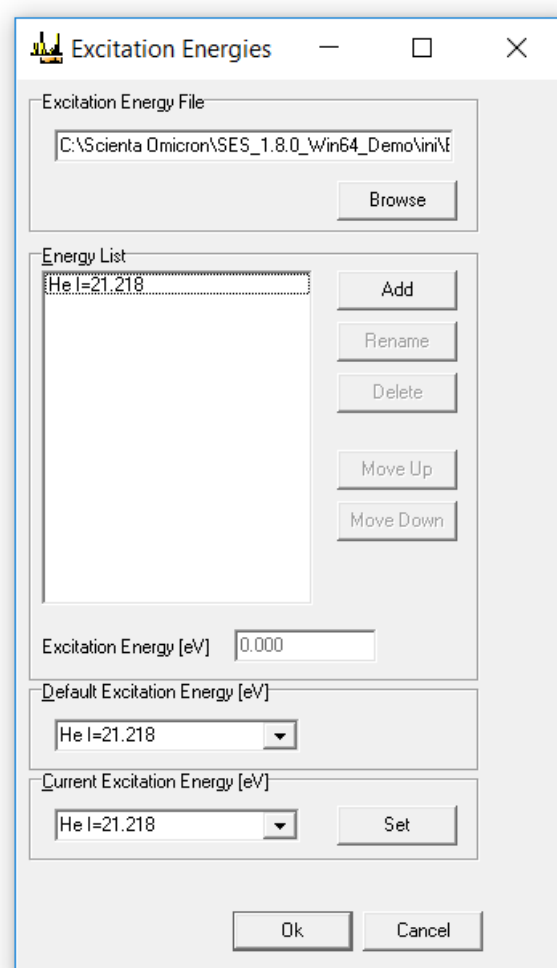 Excitation Energies
Excitation Energy File
C:\Scienta Omicron\SES_1.8.0_Win64_Demo\ini\E
Browse
Energy List
He I=21.218
Add
Rename
Delete
Move Up
Move Down
Excitation Energy [eV] 0.000
Default Excitation Energy [eV]
He I=21.218
Current Excitation Energy [eV]
He I=21.218 Set
Ok Cancel